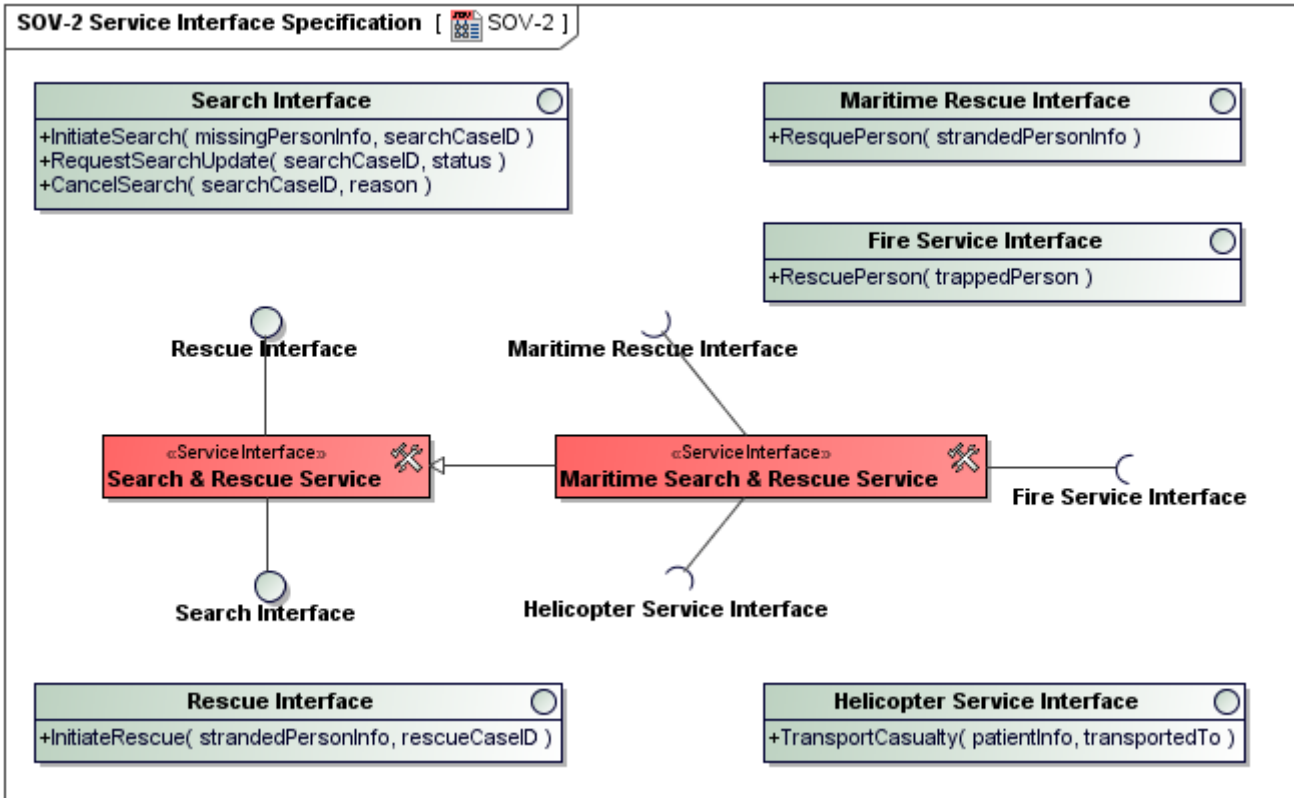 SOV-2 Service Interface Specification [ SOV-2 ]
Search Interface
+InitiateSearch( missingPersonInfo, searchCaseID )
+RequestSearchUpdate( searchCaseID, status )
+CancelSearch( searchCaseID, reason )
Maritime Rescue Interface
+ResquePerson( strandedPersonInfo )
Fire Service Interface
+RescuePerson( trappedPerson )
Rescue Interface
Maritime Rescue Interface
«ServiceInterface»
Search & Rescue Service
«ServiceInterface»
Maritime Search & Rescue Service
Fire Service Interface
Search Interface
Helicopter Service Interface
Rescue Interface
+InitiateRescue( strandedPersonInfo, rescueCaseID )
Helicopter Service Interface
+TransportCasualty( patientInfo, transportedTo )